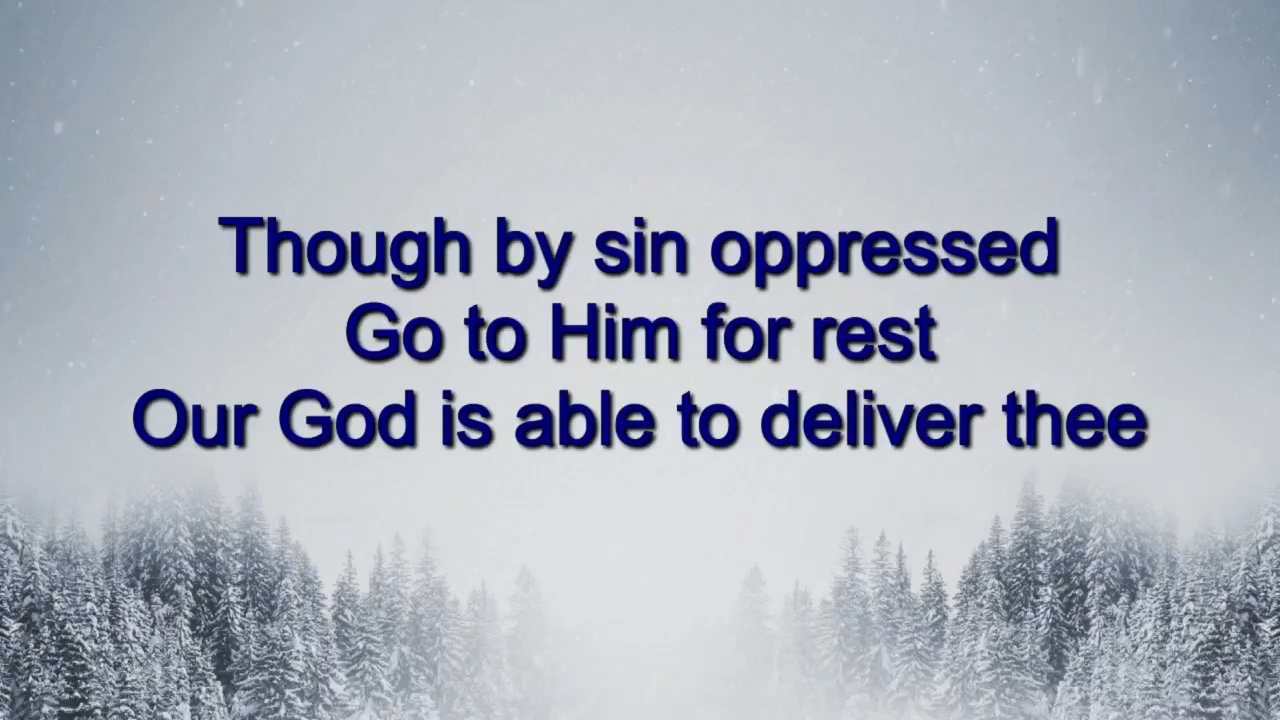 Though by sin oppressed
Go to Him for rest
Our God is able to deliver thee